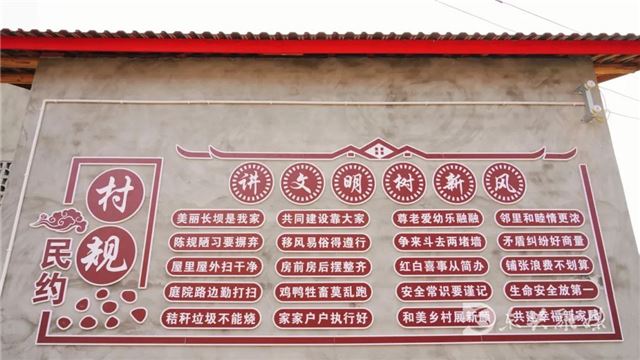 村规
民约
讲文明树新风
美丽长坝是我家 共同建设靠大家 尊老爱幼乐融融 邻里和睦情更浓
陈规陋习要摒弃 移风易俗得遵行 争来斗去两堵墙 矛盾纠纷好商量
屋里屋外扫干净 房前房后摆整齐 红白喜事从简办 铺张浪费不划算
庭院路边勤打扫 鸡鸭牲畜莫乱跑 安全常识要谨记 生命安全放第一
秸秆垃圾不能烧 家家户户执行好 和美乡村展新颜 共建幸福新家园